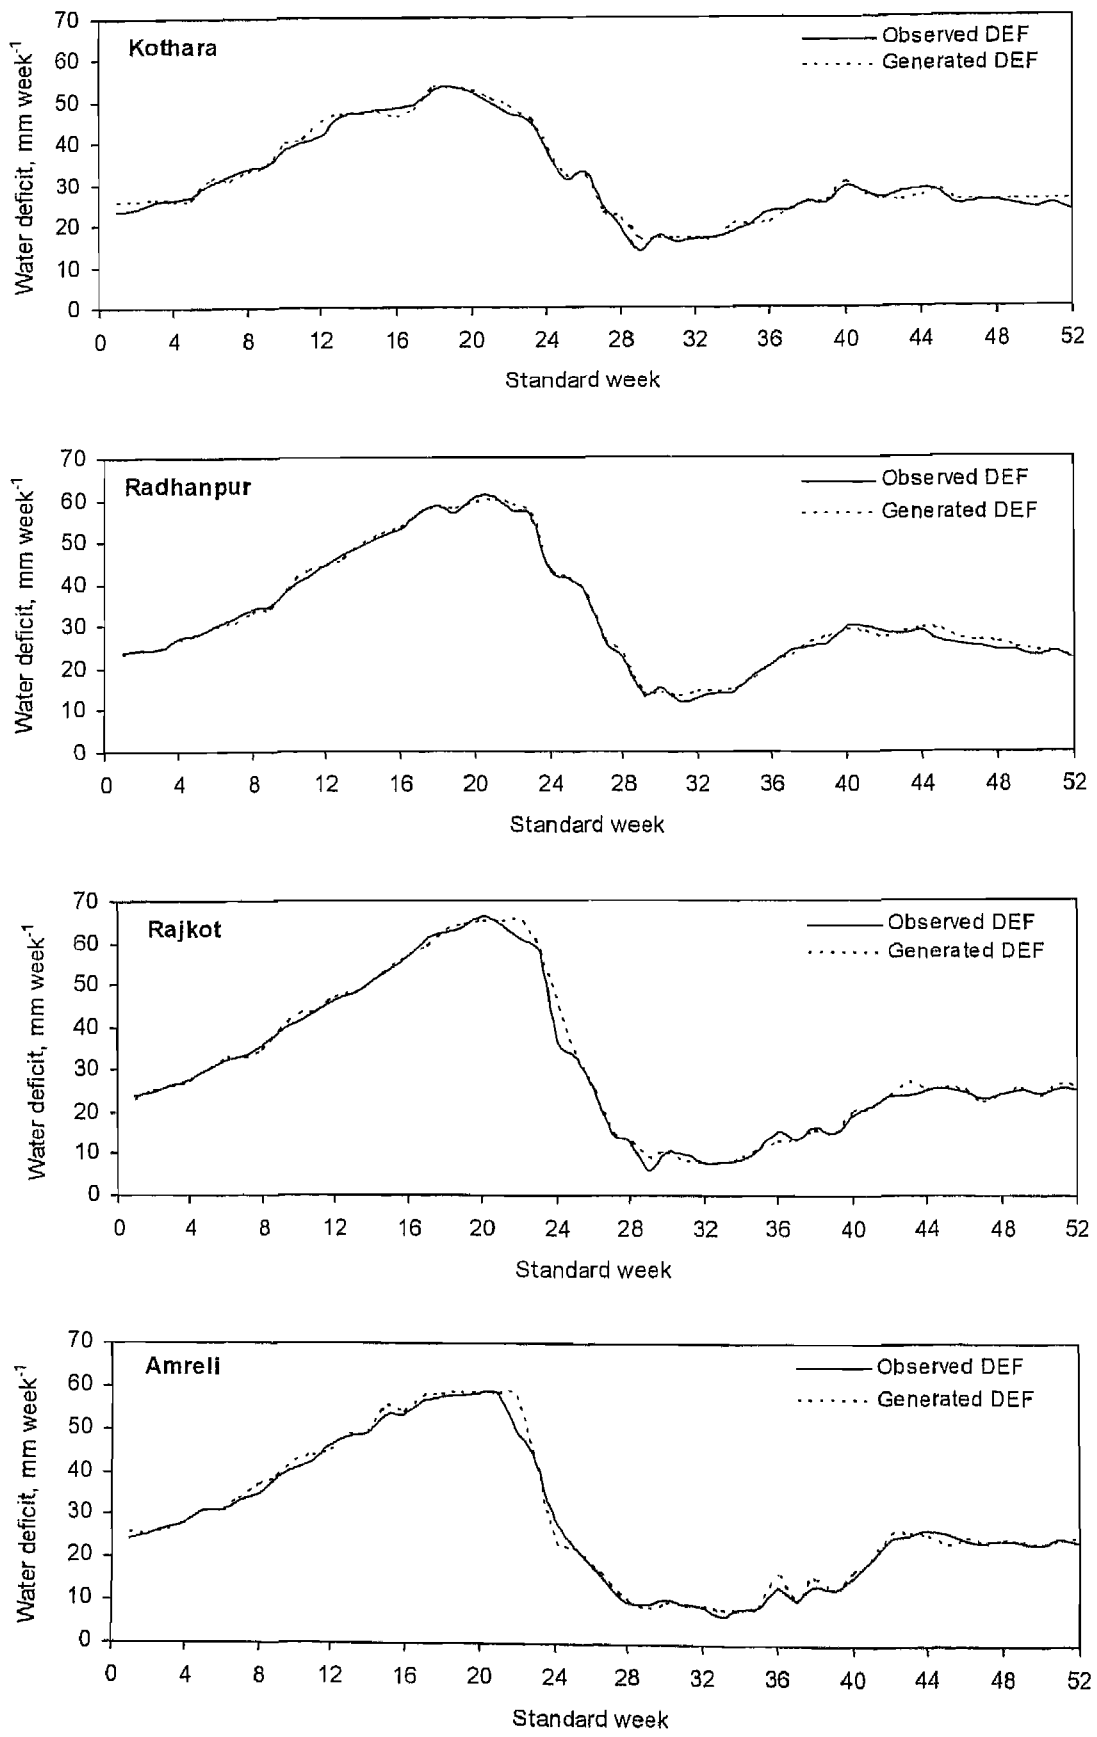 Kothara
Observed DEF
Generated DEF
Water deficit, mm week-1
70
60
50
40
30
20
10
0
0 4 8 12 16 20 24 28 32 36 40 44 48 52
Standard week
Radhanpur
Observed DEF
Generated DEF
Water deficit, mm week-1
70
60
50
40
30
20
10
0
0 4 8 12 16 20 24 28 32 36 40 44 48 52
Standard week
Rajkot
Observed DEF
Generated DEF
Water deficit, mm week-1
70
60
50
40
30
20
10
0
0 4 8 12 16 20 24 28 32 36 40 44 48 52
Standard week
Amreli
Observed DEF
Generated DEF
Water deficit, mm week-1
70
60
50
40
30
20
10
0
0 4 8 12 16 20 24 28 32 36 40 44 48 52
Standard week